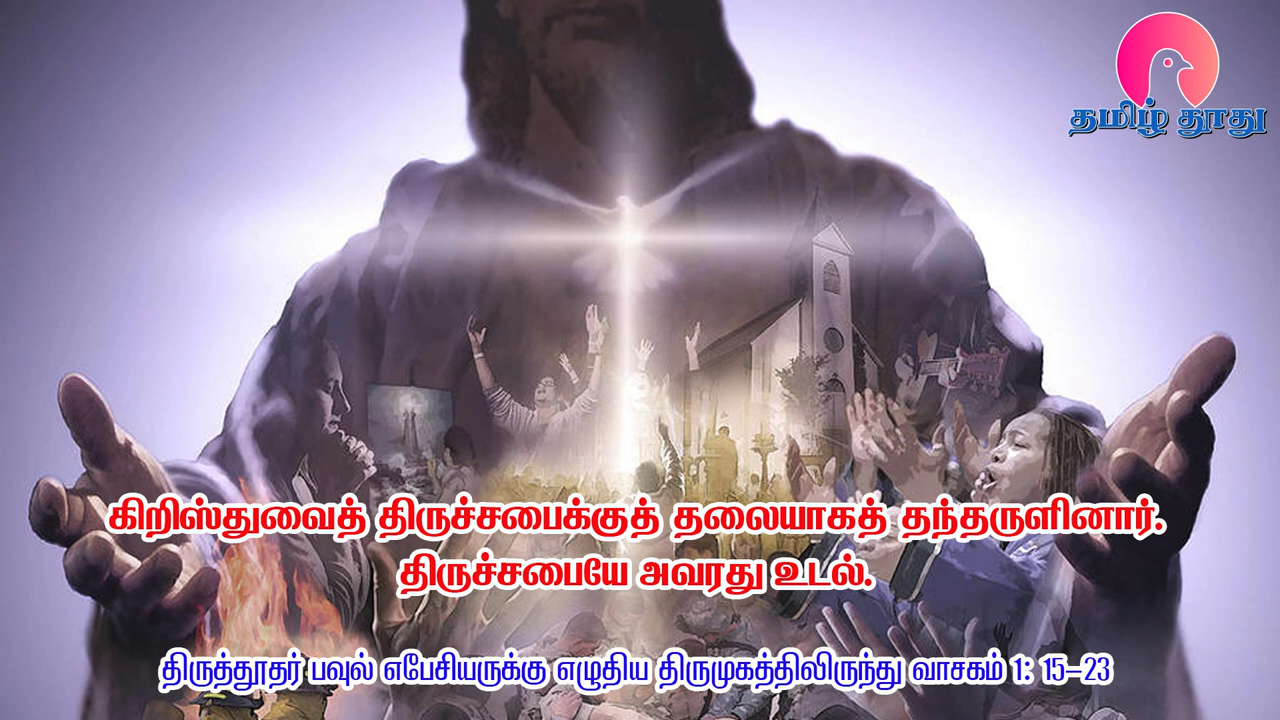 தமிழ் தூது
கிறிஸ்துவைத் திருச்சபைக்குத் தலையாகத் தந்தருளினார்.
திருச்சபையே அவரது உடல்.
திருத்தூதர் பவுல் எபேசியருக்கு எழுதிய திருமுகத்திலிருந்து வாசகம் 1: 15-23